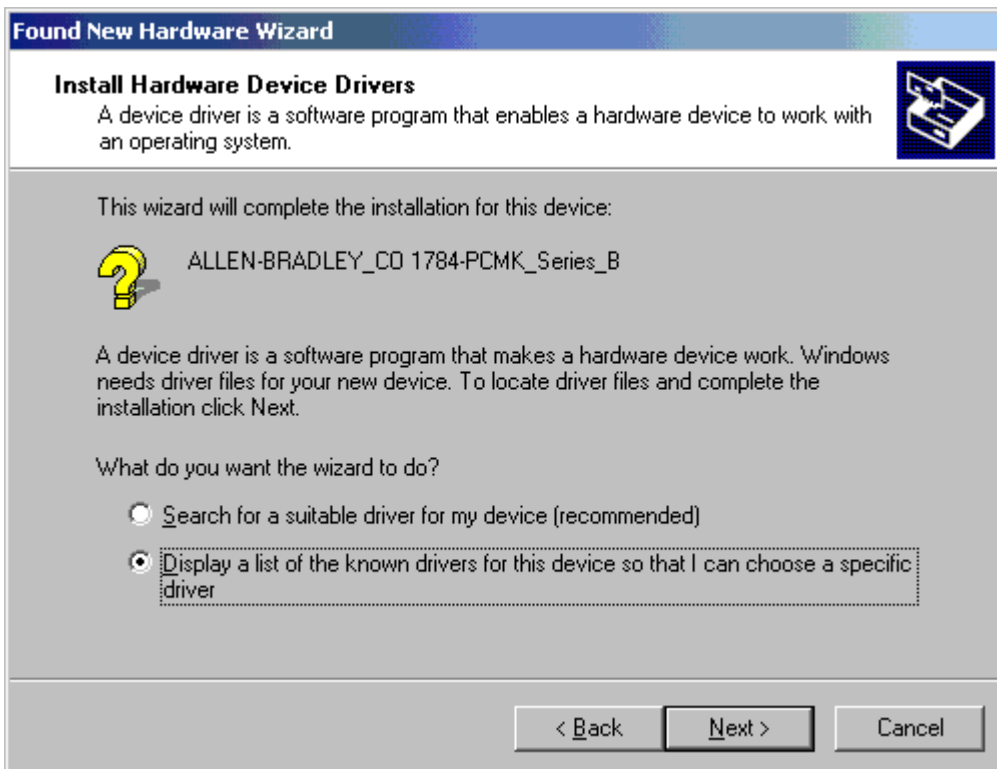 Found New Hardware Wizard
Install Hardware Device Drivers
A device driver is a software program that enables a hardware device to work with
an operating system.
This wizard will complete the installation for this device:
ALLEN-BRADLEY_CO 1784-PCMK_Series_B
A device driver is a software program that makes a hardware device work. Windows
needs driver files for your new device. To locate driver files and complete the
installation click Next.
What do you want the wizard to do?
Search for a suitable driver for my device (recommended)
Display a list of the known drivers for this device so that I can choose a specific
driver
< Back Next > Cancel